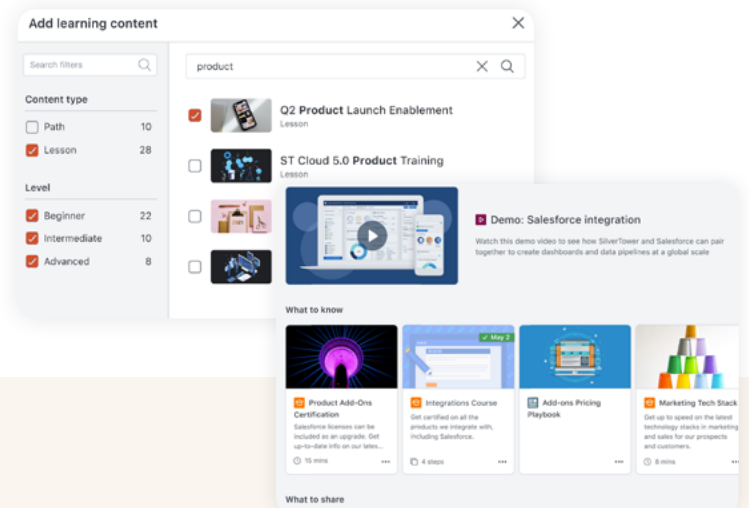 Add learning content
Search filters
Content type
Path 10
Lesson 28
Level
Beginner 22
Intermediate 10
Advanced 8
product
Q2 Product Launch Enablement
Lesson
ST Cloud 5.0 Product Training
Lesson
Demo: Salesforce integration
Watch this demo video to see how SilverTower and Salesforce can pair
together to create dashboards and data pipelines at a global scale
What to know
Product Add-Ons
Certification
Salesforce licenses can be
included as an upgrade. Get
up-to-date info on our lates...
15 mins
May 2
Integrations Course
Get certified on all the
products we integrate with,
including Salesforce.
4 steps
Add-ons Pricing
Playbook
Marketing Tech Stack
Get up to speed on the latest
technology stacks in marketing
and sales for our prospects
and customers.
8 mins
What to share